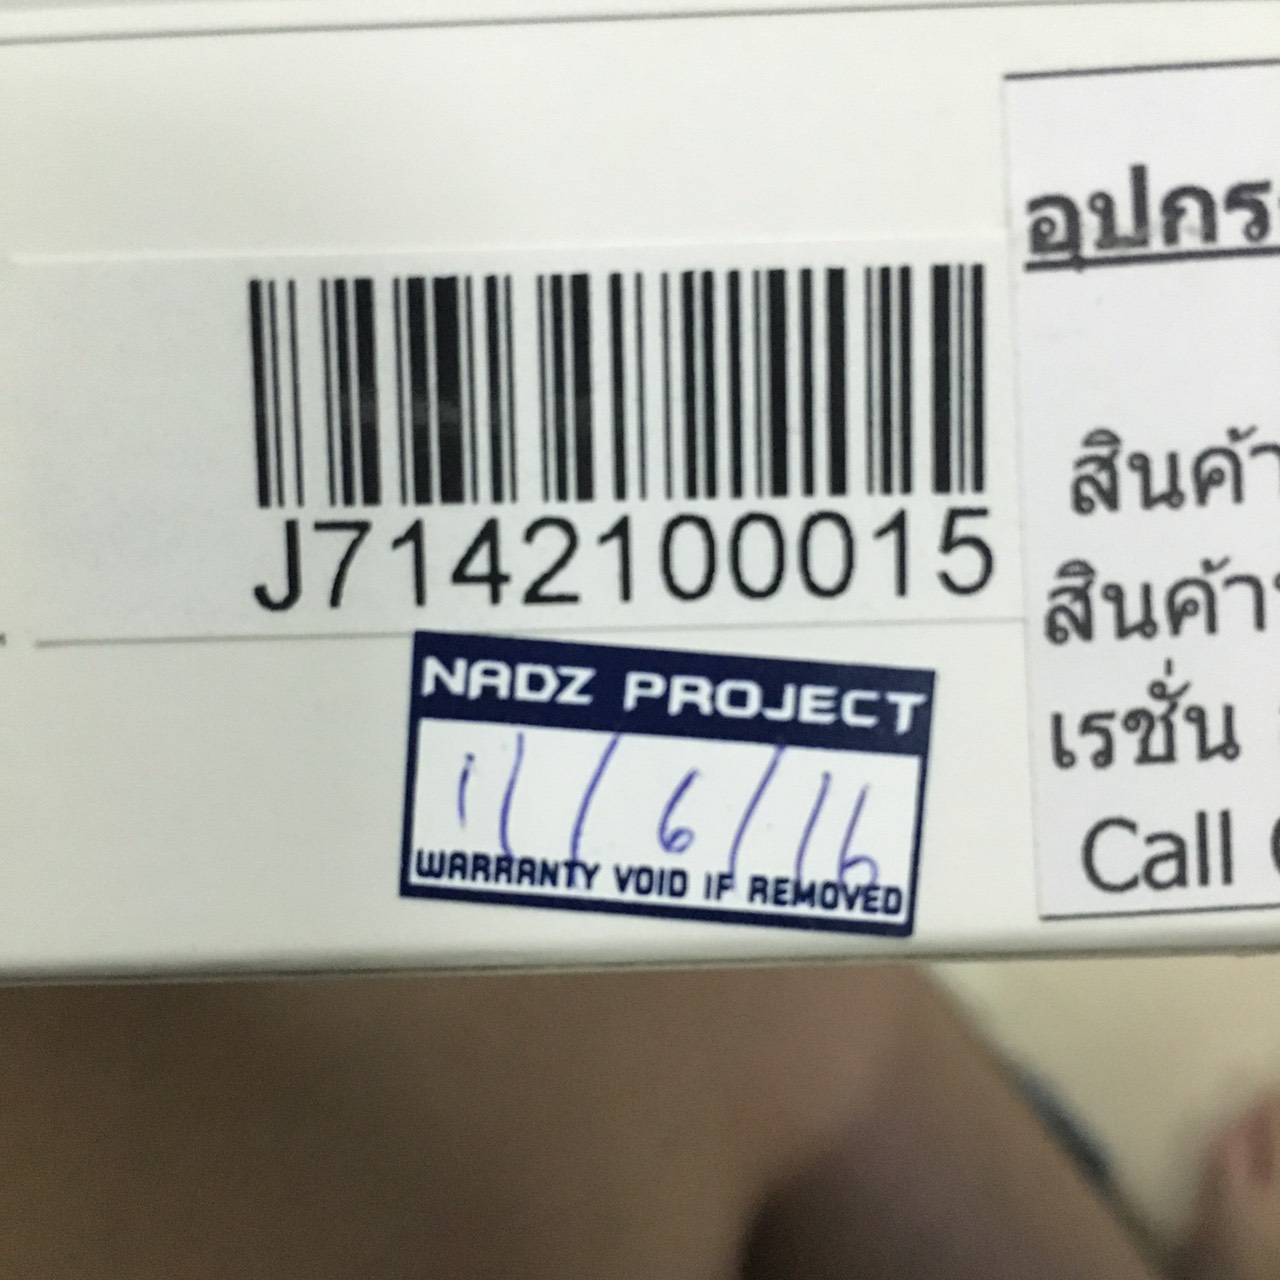 J7142100015
NADZ PROJECT
11/6/16
WARRANTY VOID IF REMOVED
อุปกร
สินค้า
สินค้า
เรชั่น
Call